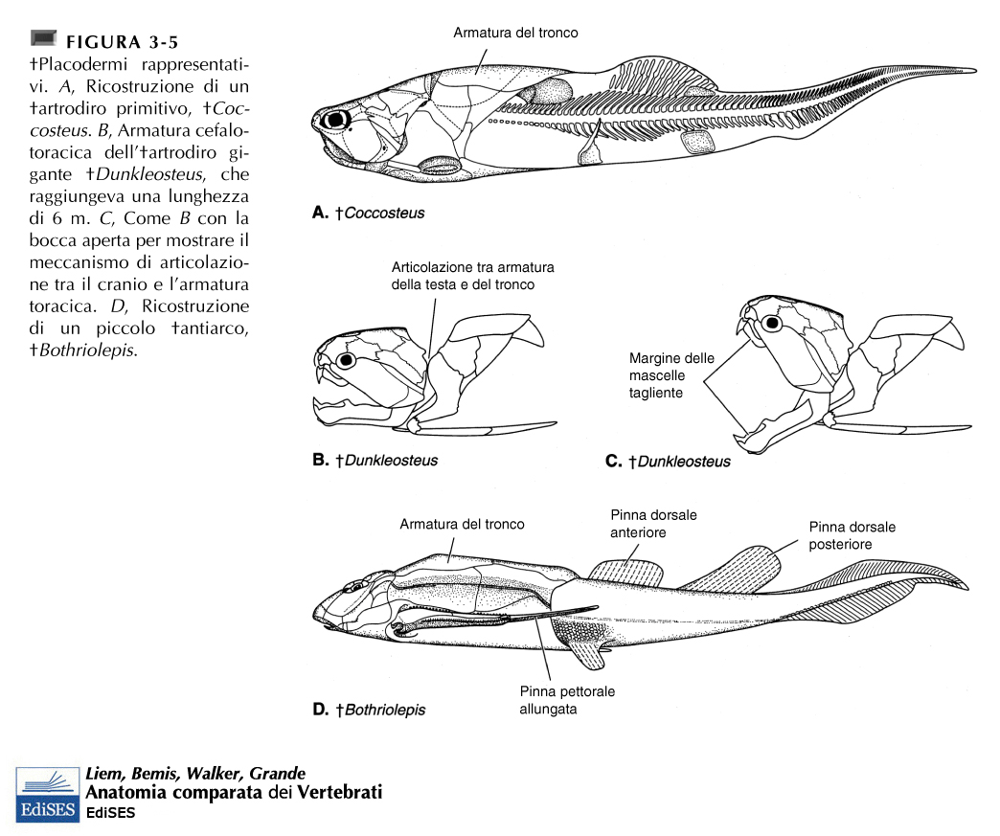 FIGURA 3-5
†Placodermi rappresentati-
vi. A, Ricostruzione di un
†artrodiro primitivo, †Coc-
costeus. B, Armatura cefalo-
toracica dell'†artrodiro gi-
gante †Dunkleosteus, che
raggiungeva una lunghezza
di 6 m. C, Come B con la
bocca aperta per mostrare il
meccanismo di articolazio-
ne tra il cranio e l'armatura
toracica. D, Ricostruzione
di un piccolo †antiarco,
†Bothriolepis.
Armatura del tronco
A. †Coccosteus
Articolazione tra armatura
della testa e del tronco
B. †Dunkleosteus
Margine delle
mascelle
tagliente
C. †Dunkleosteus
Armatura del tronco
Pinna dorsale
anteriore
Pinna dorsale
posteriore
Pinna pettorale
allungata
D. †Bothriolepis
EdiSES
Liem, Bemis, Walker, Grande
Anatomia comparata dei Vertebrati
EdiSES